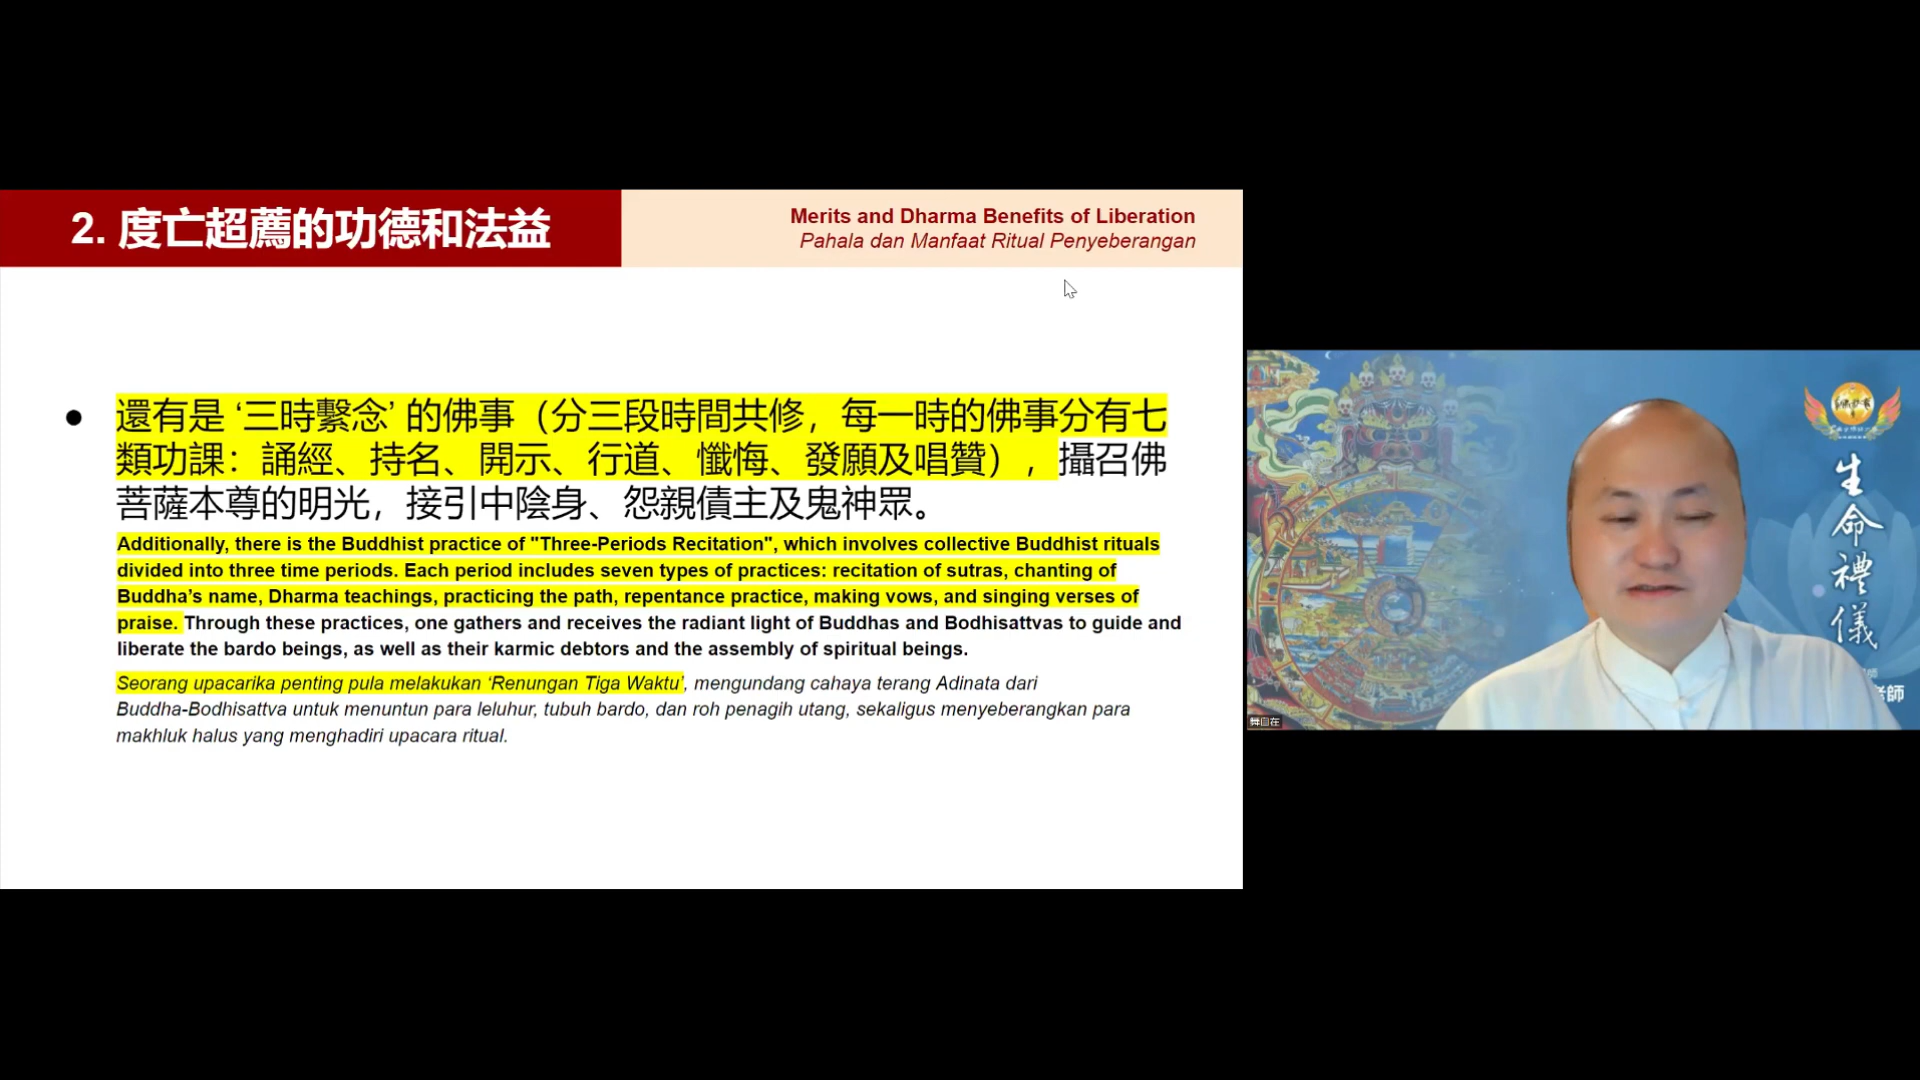 2. 度亡超薦的功德和法益
Merits and Dharma Benefits of Liberation
Pahala dan Manfaat Ritual Penyeberangan
● 還有是 ‘三時繫念’ 的佛事（分三段時間共修，每一時的佛事分有七
類功課：誦經、持名、開示、行道、懺悔、發願及唱贊），攝召佛
菩薩本尊的明光，接引中陰身、怨親債主及鬼神眾。
Additionally, there is the Buddhist practice of "Three-Periods Recitation", which involves collective Buddhist rituals
divided into three time periods. Each period includes seven types of practices: recitation of sutras, chanting of
Buddha’s name, Dharma teachings, practicing the path, repentance practice, making vows, and singing verses of
praise. Through these practices, one gathers and receives the radiant light of Buddhas and Bodhisattvas to guide and
liberate the bardo beings, as well as their karmic debtors and the assembly of spiritual beings.
Seorang upacarika penting pula melakukan ‘Renungan Tiga Waktu’, mengundang cahaya terang Adinata dari
Buddha-Bodhisattva untuk menuntun para leluhur, tubuh bardo, dan roh penagih utang, sekaligus menyeberangkan para
makhluk halus yang menghadiri upacara ritual.
生命禮儀
老師